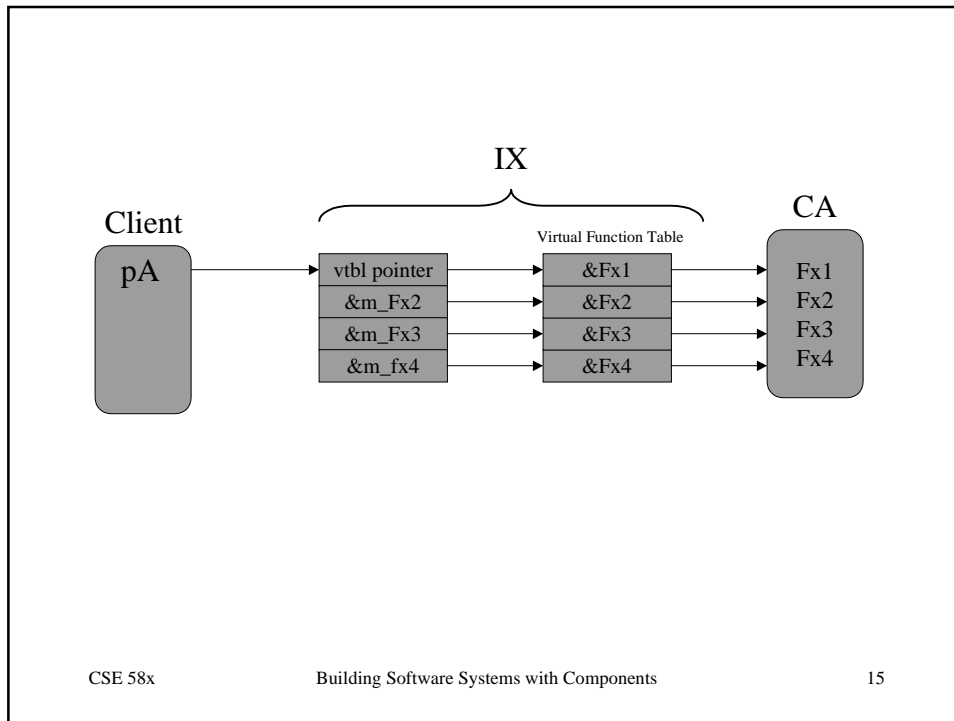 IX
Client
CA
Virtual Function Table
pA
vtbl pointer
&Fx1
Fx1
&m_Fx2
&Fx2
Fx2
&m_Fx3
&Fx3
Fx3
&m_fx4
&Fx4
Fx4
CSE 58x
Building Software Systems with Components
15